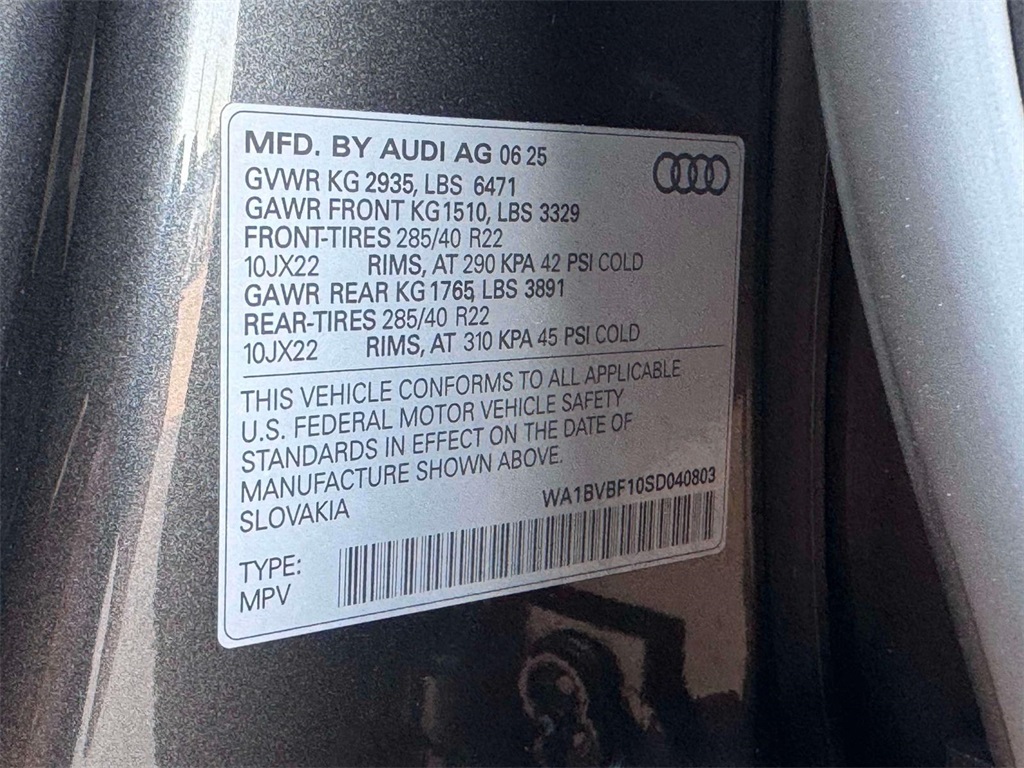 MFD. BY AUDI AG 06 25
GVWR KG 2935, LBS 6471
GAWR FRONT KG 1510, LBS 3329
FRONT-TIRES 285/40 R22
10JX22 RIMS, AT 290 KPA 42 PSI COLD
GAWR REAR KG 1765, LBS 3891
REAR-TIRES 285/40 R22
10JX22 RIMS, AT 310 KPA 45 PSI COLD
THIS VEHICLE CONFORMS TO ALL APPLICABLE
U.S. FEDERAL MOTOR VEHICLE SAFETY
STANDARDS IN EFFECT ON THE DATE OF
MANUFACTURE SHOWN ABOVE.
SLOVAKIA
WA1BVBF10SD040803
TYPE:
MPV